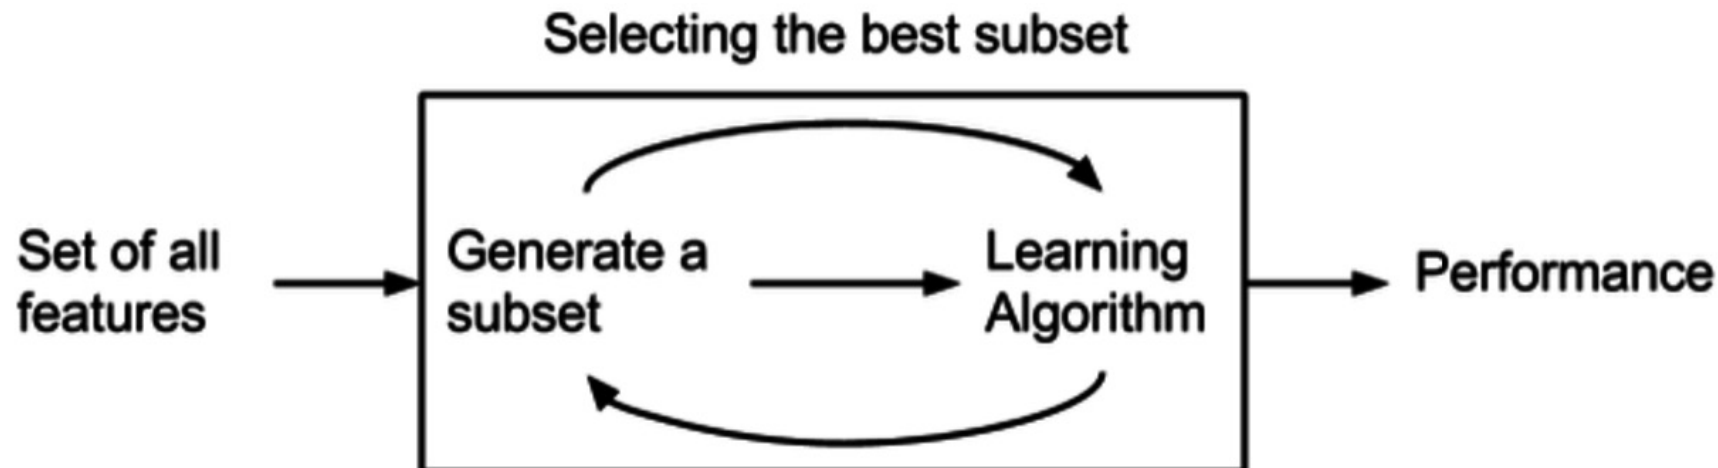 Selecting the best subset
Set of all
features
Generate a
subset
Learning
Algorithm
Performance